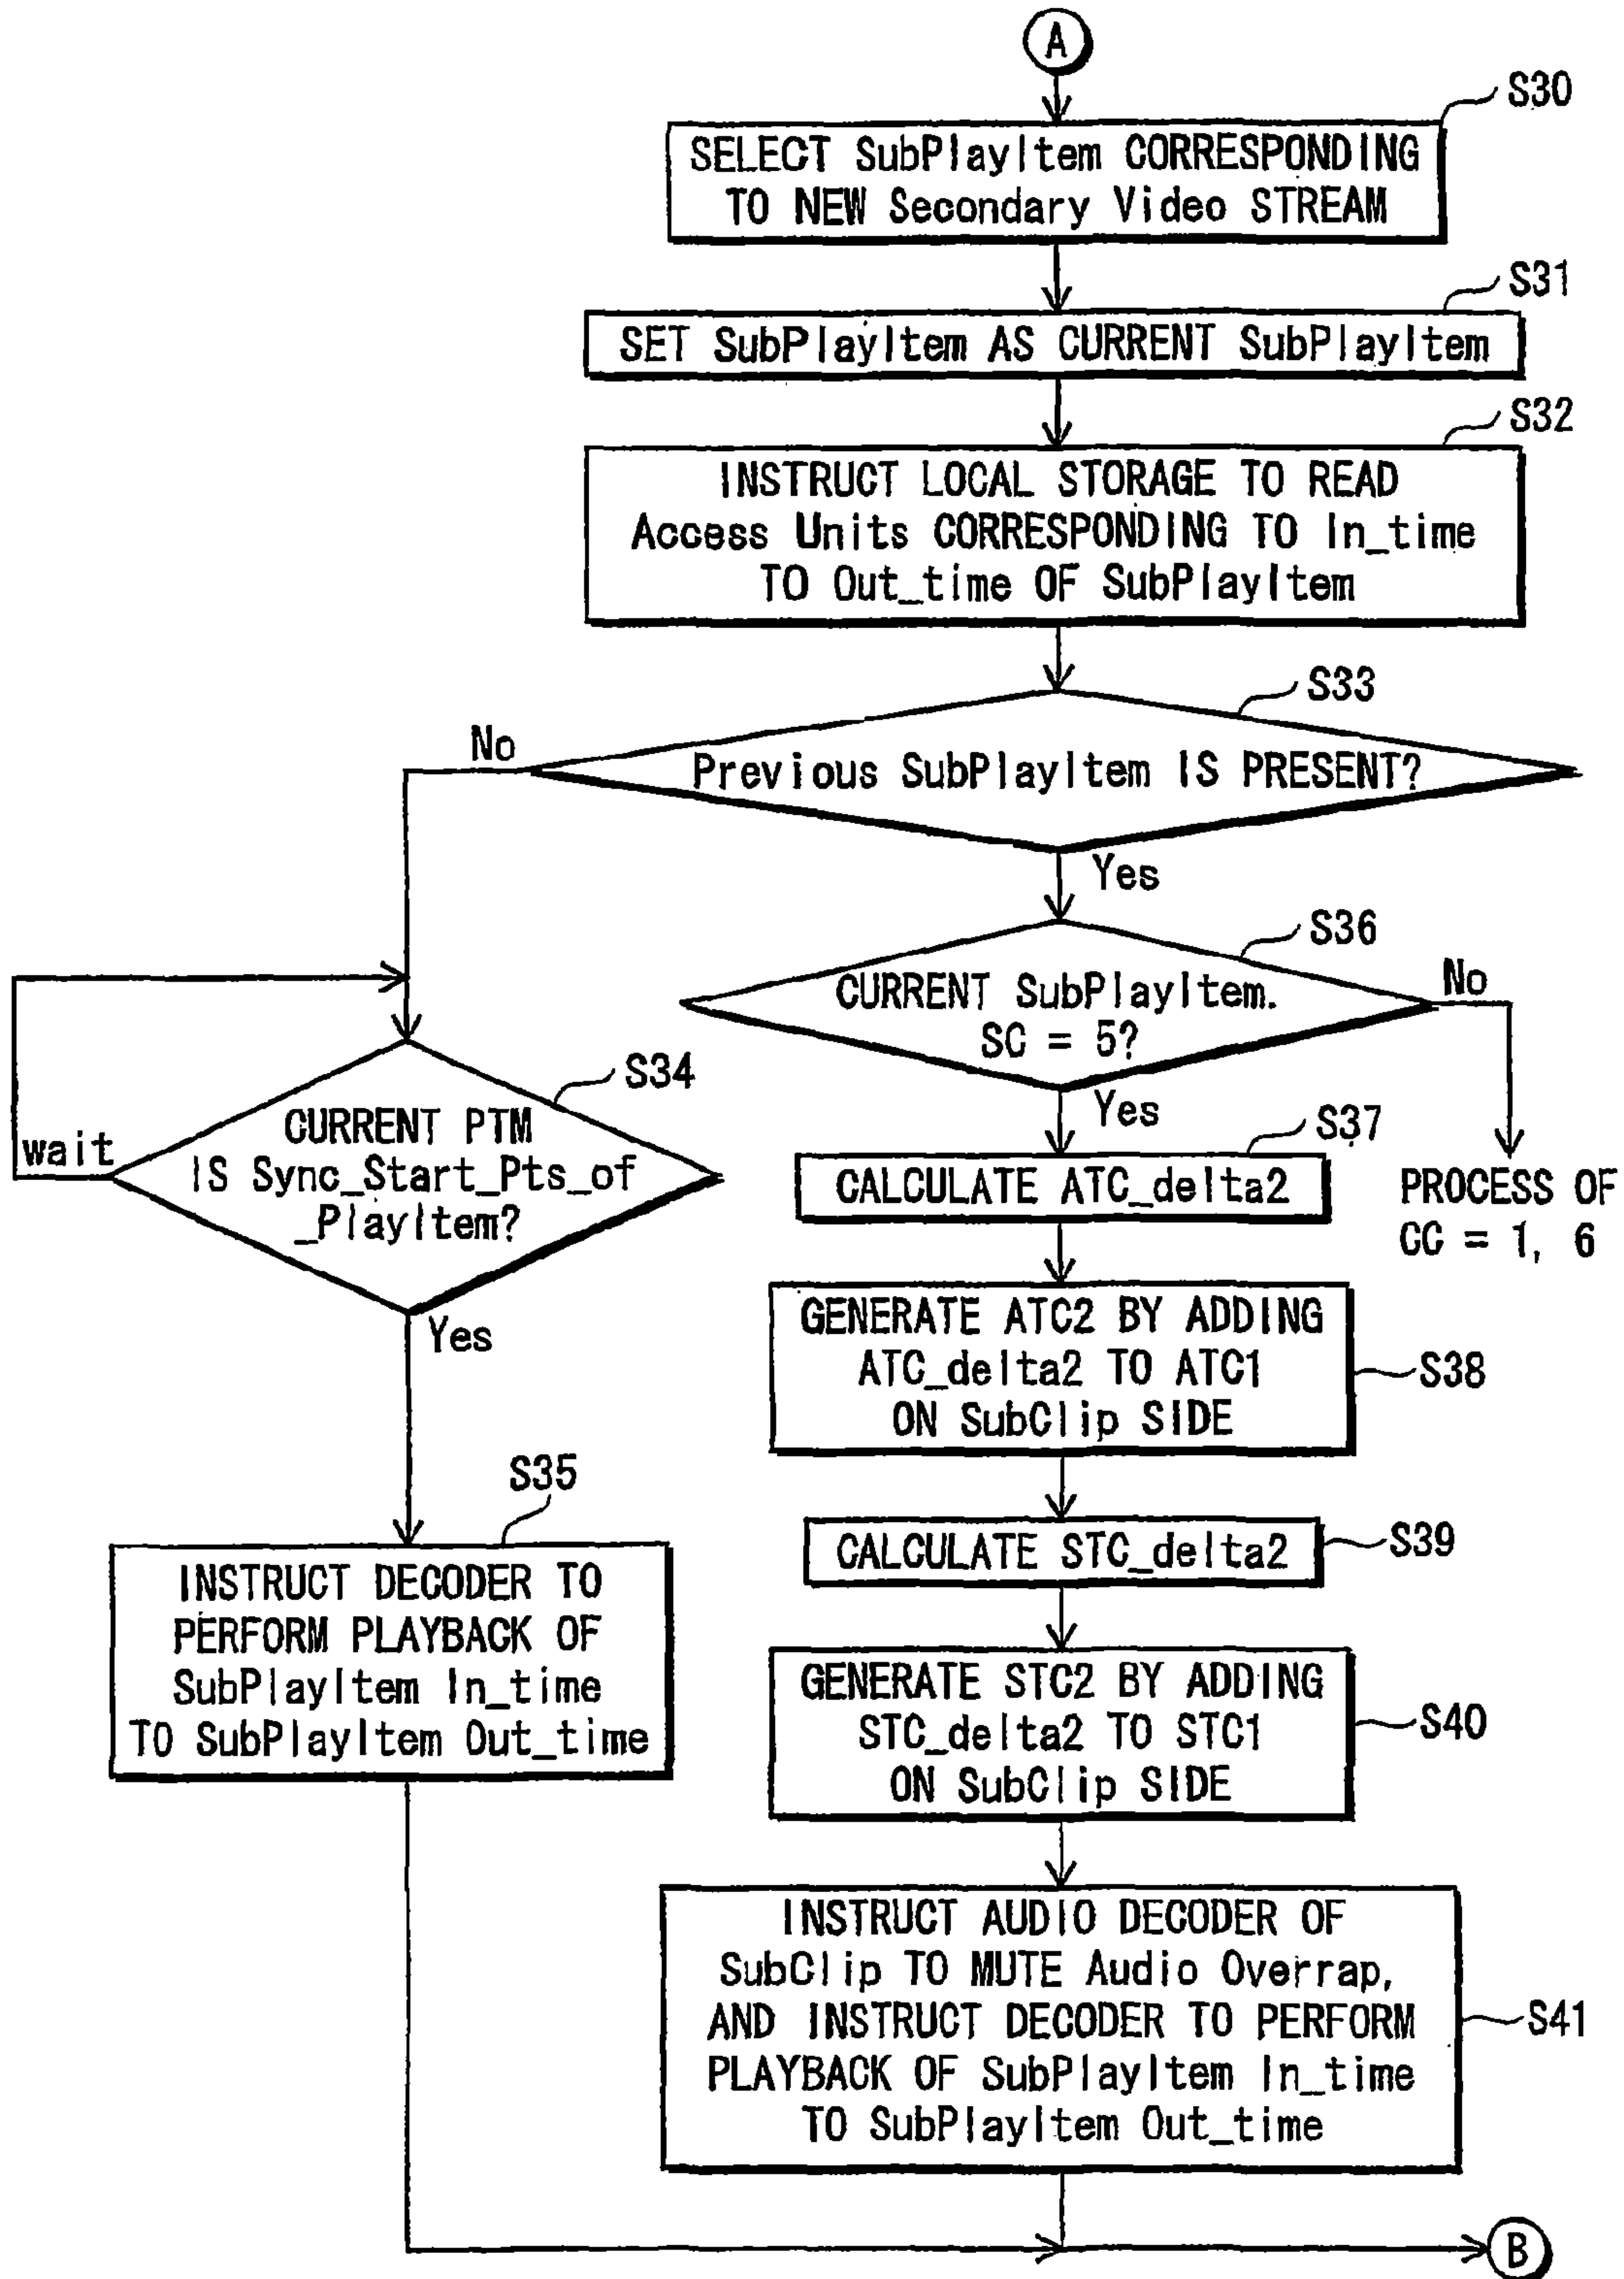 A
S30
SELECT SubPlayItem CORRESPONDING
TO NEW Secondary Video STREAM
S31
SET SubPlayItem AS CURRENT SubPlayItem
S32
INSTRUCT LOCAL STORAGE TO READ
Access Units CORRESPONDING TO In_time
TO Out_time OF SubPlayItem
S33
No
Previous SubPlayItem IS PRESENT?
Yes
S36
CURRENT SubPlayItem.
SC = 5?
No
Yes
S34
CURRENT PTM
IS Sync_Start_Pts_of
_PlayItem?
wait
Yes
S37
CALCULATE ATC_delta2
PROCESS OF
CC = 1, 6
GENERATE ATC2 BY ADDING
ATC_delta2 TO ATC1
ON SubClip SIDE
S38
S35
INSTRUCT DECODER TO
PERFORM PLAYBACK OF
SubPlayItem In_time
TO SubPlayItem Out_time
CALCULATE STC_delta2
S39
GENERATE STC2 BY ADDING
STC_delta2 TO STC1
ON SubClip SIDE
S40
INSTRUCT AUDIO DECODER OF
SubClip TO MUTE Audio Overrap,
AND INSTRUCT DECODER TO PERFORM
PLAYBACK OF SubPlayItem In_time
TO SubPlayItem Out_time
S41
B